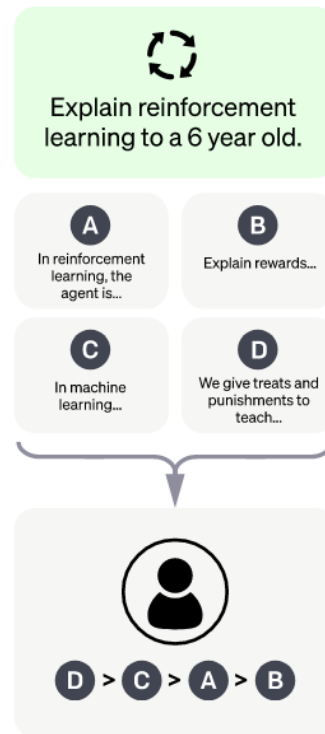 Explain reinforcement
learning to a 6 year old.
A
In reinforcement
learning, the
agent is...
B
Explain rewards...
C
In machine
learning...
D
We give treats and
punishments to
teach...
D > C > A > B